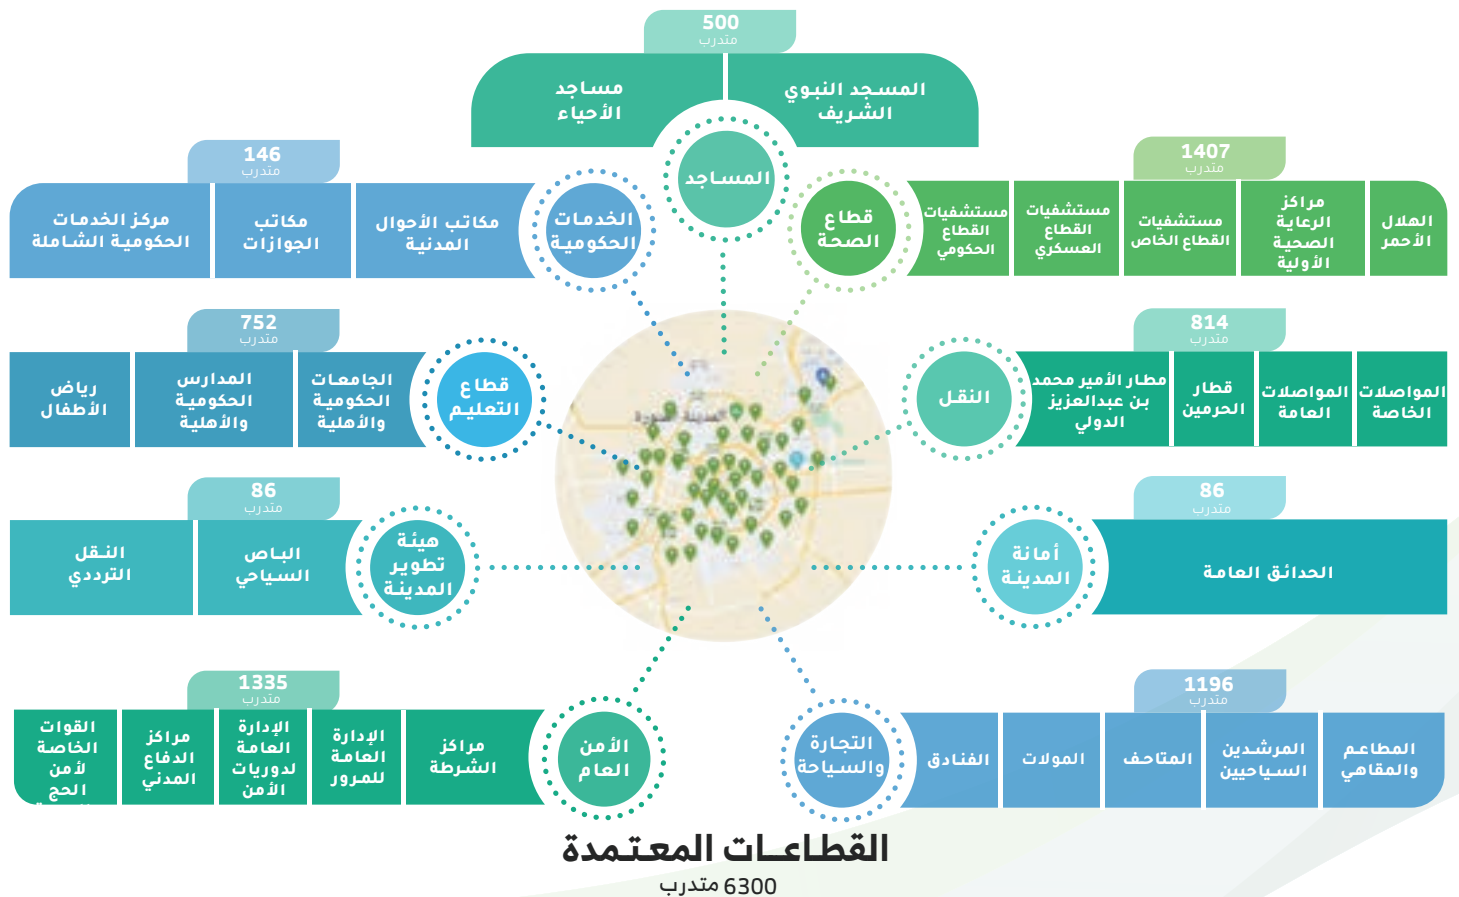 500
متدرب
المسجد النبوي
الشريف
مساجد
الأحياء
المساجد
1407
متدرب
قطاع
الصحة
مستشفيات
القطاع
الحكومي
مستشفيات
القطاع
العسكري
مستشفيات
القطاع الخاص
مراكز
الرعاية
الصحية
الأولية
الهلال
الأحمر
146
متدرب
الخدمات
الحكومية
مكاتب الأحوال
المدنية
مكاتب
الجوازات
مركز الخدمات
الحكومية الشاملة
814
متدرب
النقل
مطار الأمير محمد
بن عبدالعزيز
الدولي
قطار
الحرمين
المواصلات
العامة
المواصلات
الخاصة
752
متدرب
قطاع
التعليم
الجامعات
الحكومية
والأهلية
المدارس
الحكومية
والأهلية
رياض
الأطفال
86
متدرب
أمانة
المدينة
الحدائق العامة
86
متدرب
هيئة
تطوير
المدينة
الباص
السياحي
النقل
الترددي
1196
متدرب
التجارة
والسياحة
الفنادق
المولات
المتاحف
المرشدين
السياحيين
المطاعم
والمقاهي
1335
متدرب
الأمن
العام
مراكز
الشرطة
الإدارة
العامة
للمرور
الإدارة
العامة
لدوريات
الأمن
مراكز
الدفاع
المدني
القوات
الخاصة
لأمن
الحج
القطاعات المعتمدة
6300 متدرب